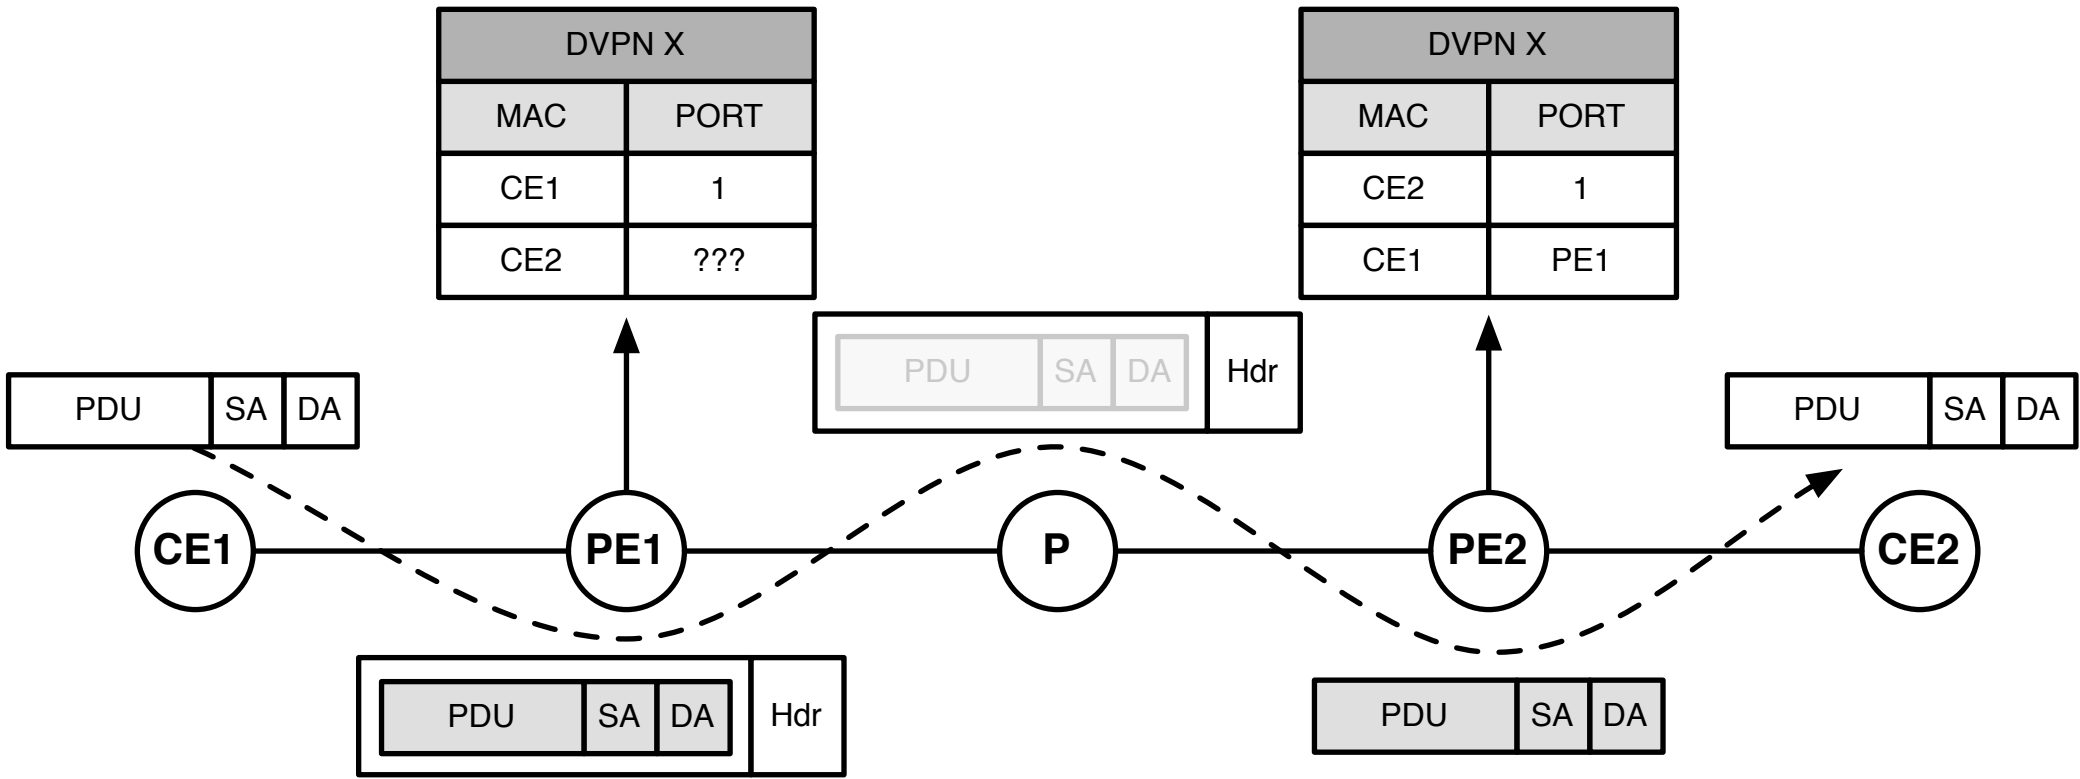 DVPN X
MAC PORT
CE1 1
CE2 ???
DVPN X
MAC PORT
CE2 1
CE1 PE1
PDU SA DA
PDU SA DA Hdr
PDU SA DA
CE1 PE1 P PE2 CE2
PDU SA DA Hdr
PDU SA DA